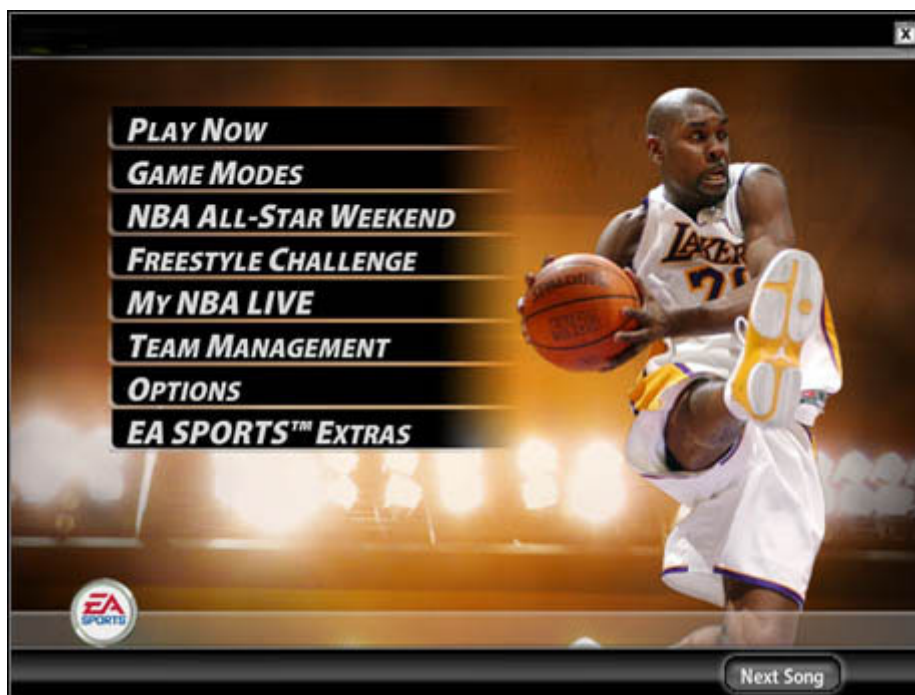 X
PLAY NOW
GAME MODES
NBA ALL-STAR WEEKEND
FREESTYLE CHALLENGE
MY NBA LIVE
TEAM MANAGEMENT
OPTIONS
EA SPORTS™ EXTRAS
LAKERS
SPALDING
EA
SPORTS
Next Song